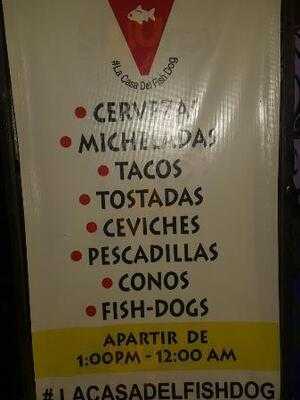 #La Casa Del Fish Dog
• CERVEZA
• MICHELADAS
• TACOS
• TOSTADAS
• CEVICHES
• PESCADILLAS
• CONOS
• FISH-DOGS
APARTIR DE
1:00PM - 12:00 AM
#LACASADELFISHDOG